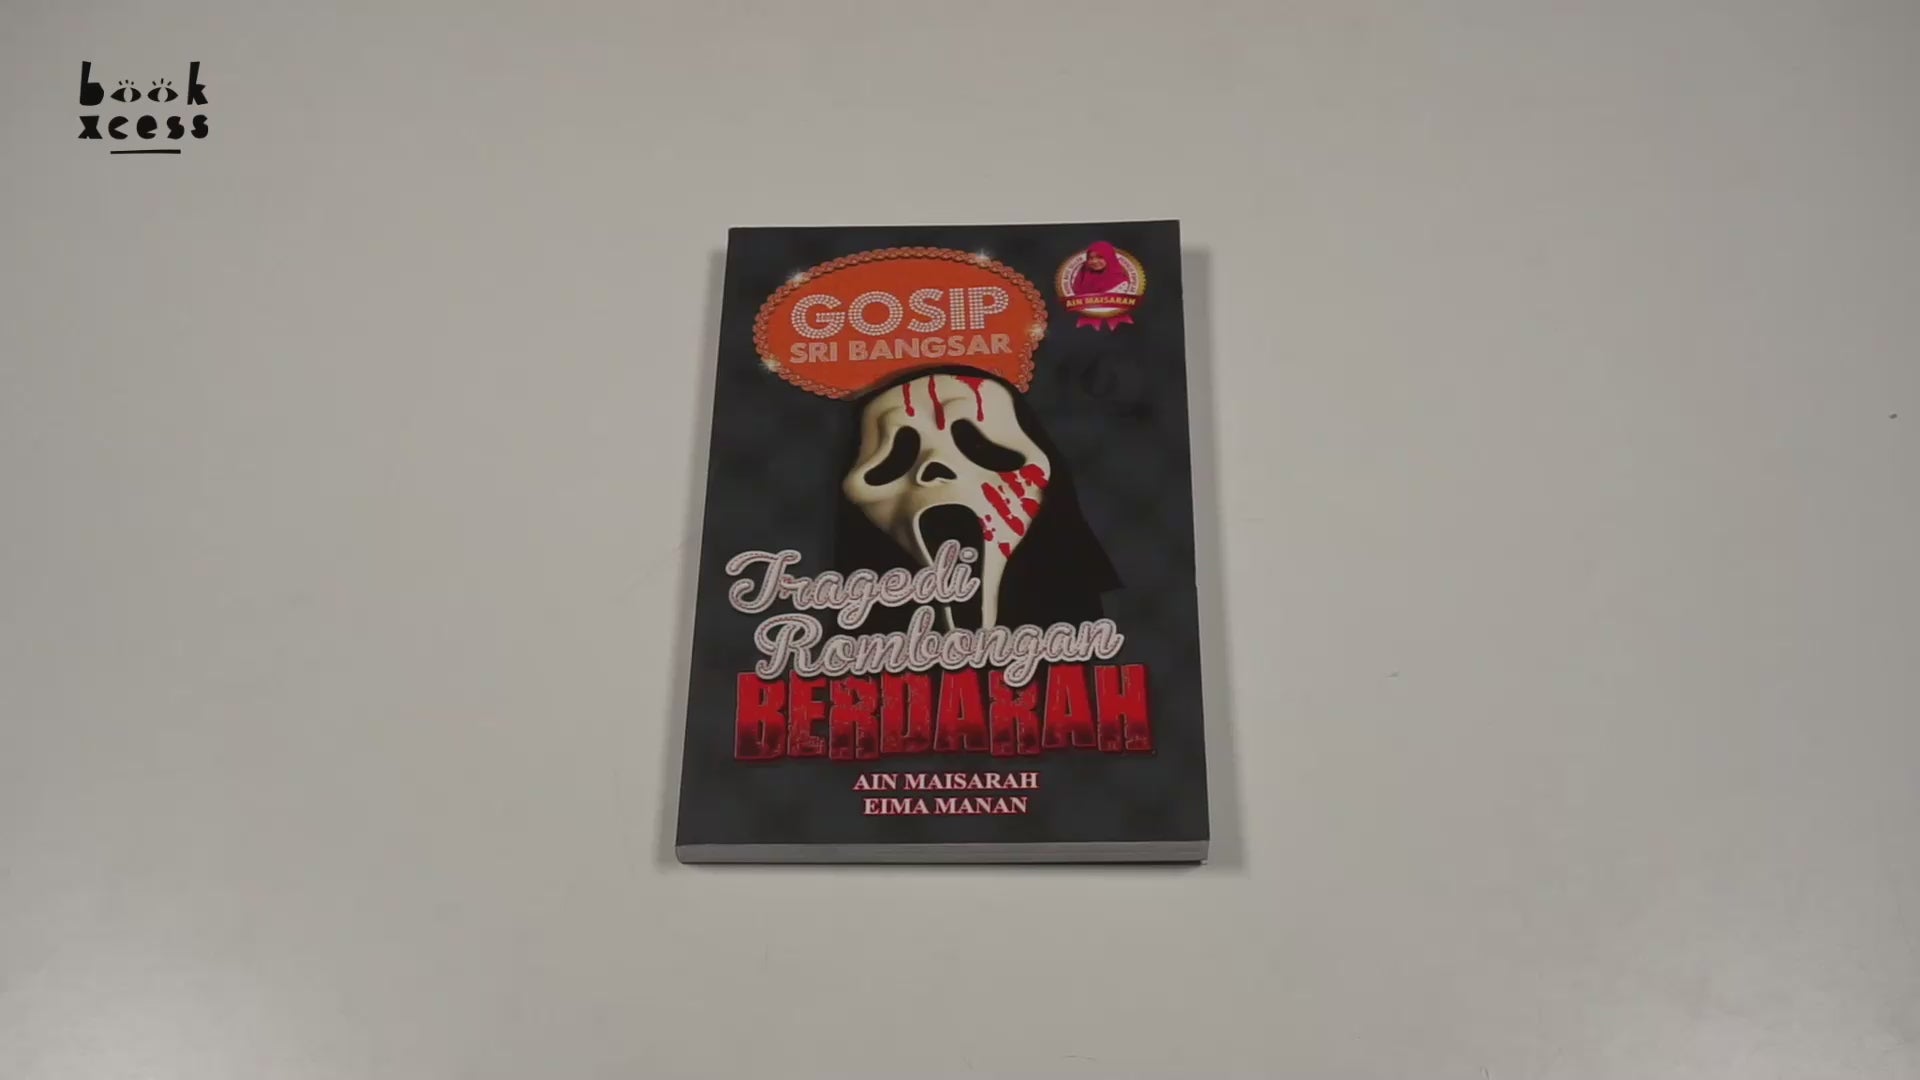 book
xcess
GOSIP
SRI BANGSAR
AIN MAISARAH
Tragedi
Rombongan
BERDARAH
AIN MAISARAH
EIMA MANAN